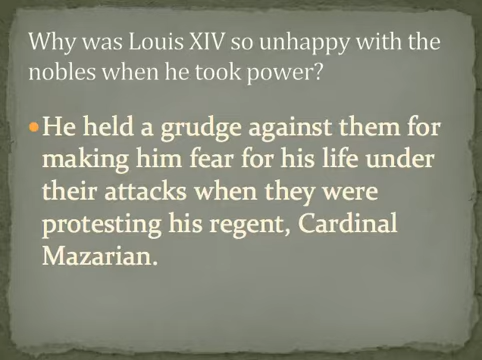 Why was Louis XIV so unhappy with the
nobles when he took power?
He held a grudge against them for
making him fear for his life under
their attacks when they were
protesting his regent, Cardinal
Mazarian.